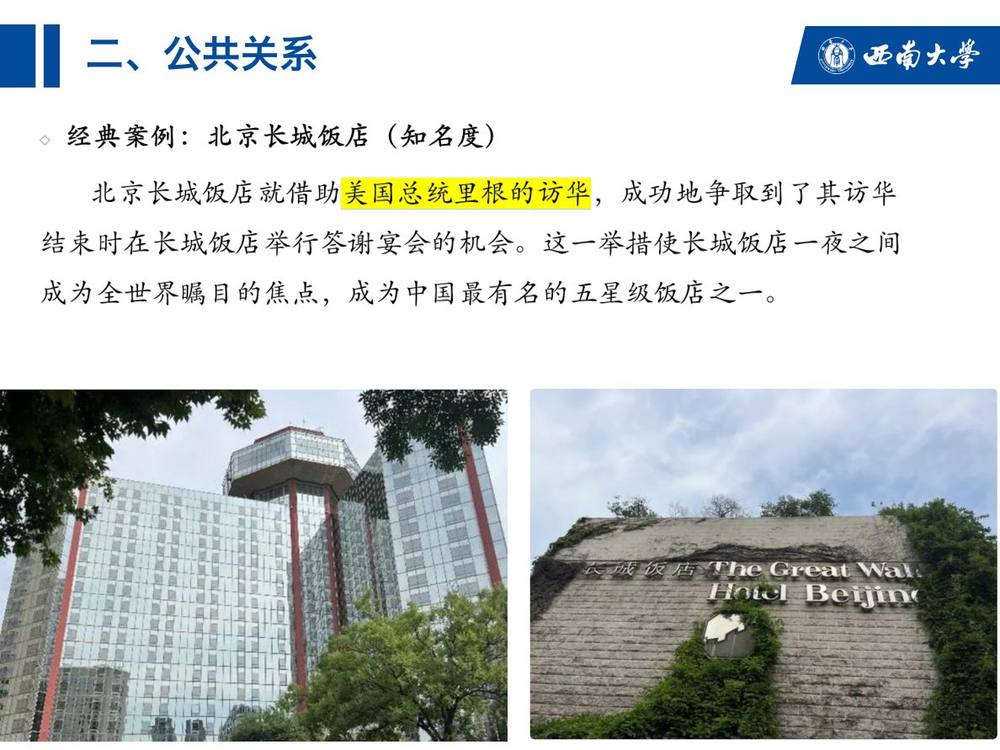 二、公共关系
西南大学
经典案例：北京长城饭店（知名度）
北京长城饭店就借助美国总统里根的访华，成功地争取到了其访华
结束时在长城饭店举行答谢宴会的机会。这一举措使长城饭店一夜之间
成为全世界瞩目的焦点，成为中国最有名的五星级饭店之一。
长城饭店 The Great Wall
Hotel Beijing